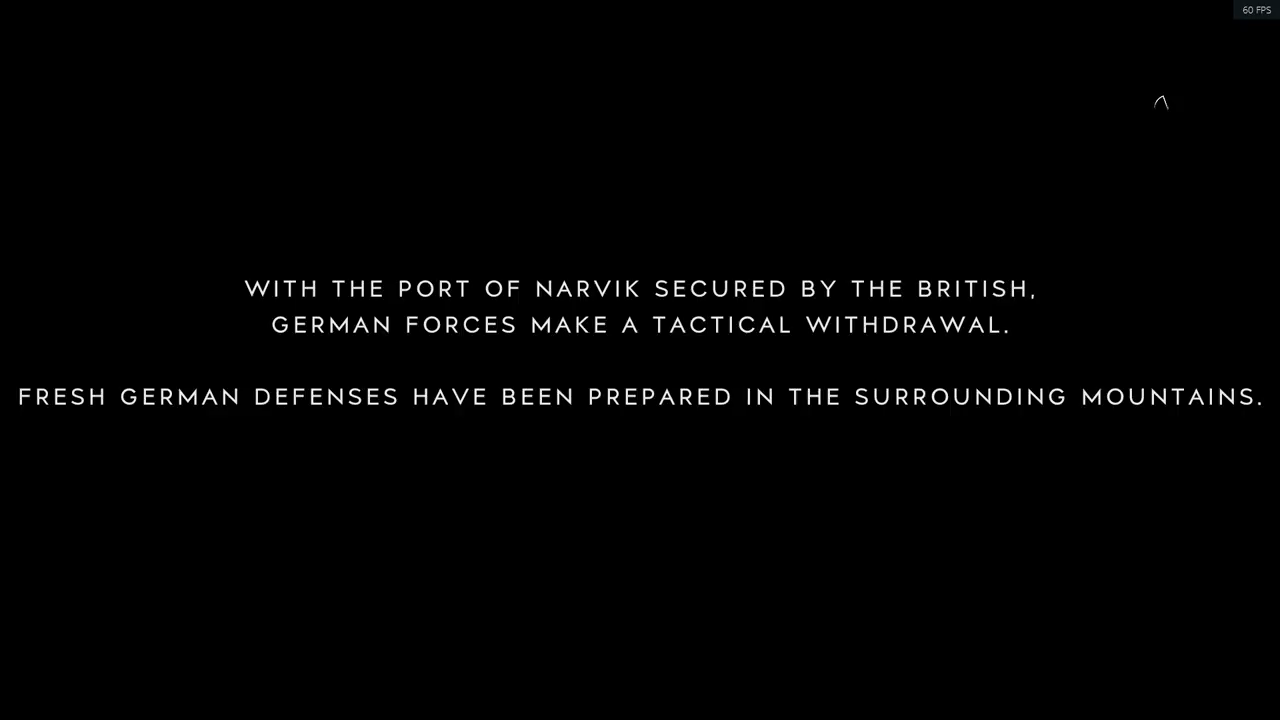 60 FPS
WITH THE PORT OF NARVIK SECURED BY THE BRITISH,
GERMAN FORCES MAKE A TACTICAL WITHDRAWAL.
FRESH GERMAN DEFENSES HAVE BEEN PREPARED IN THE SURROUNDING MOUNTAINS.